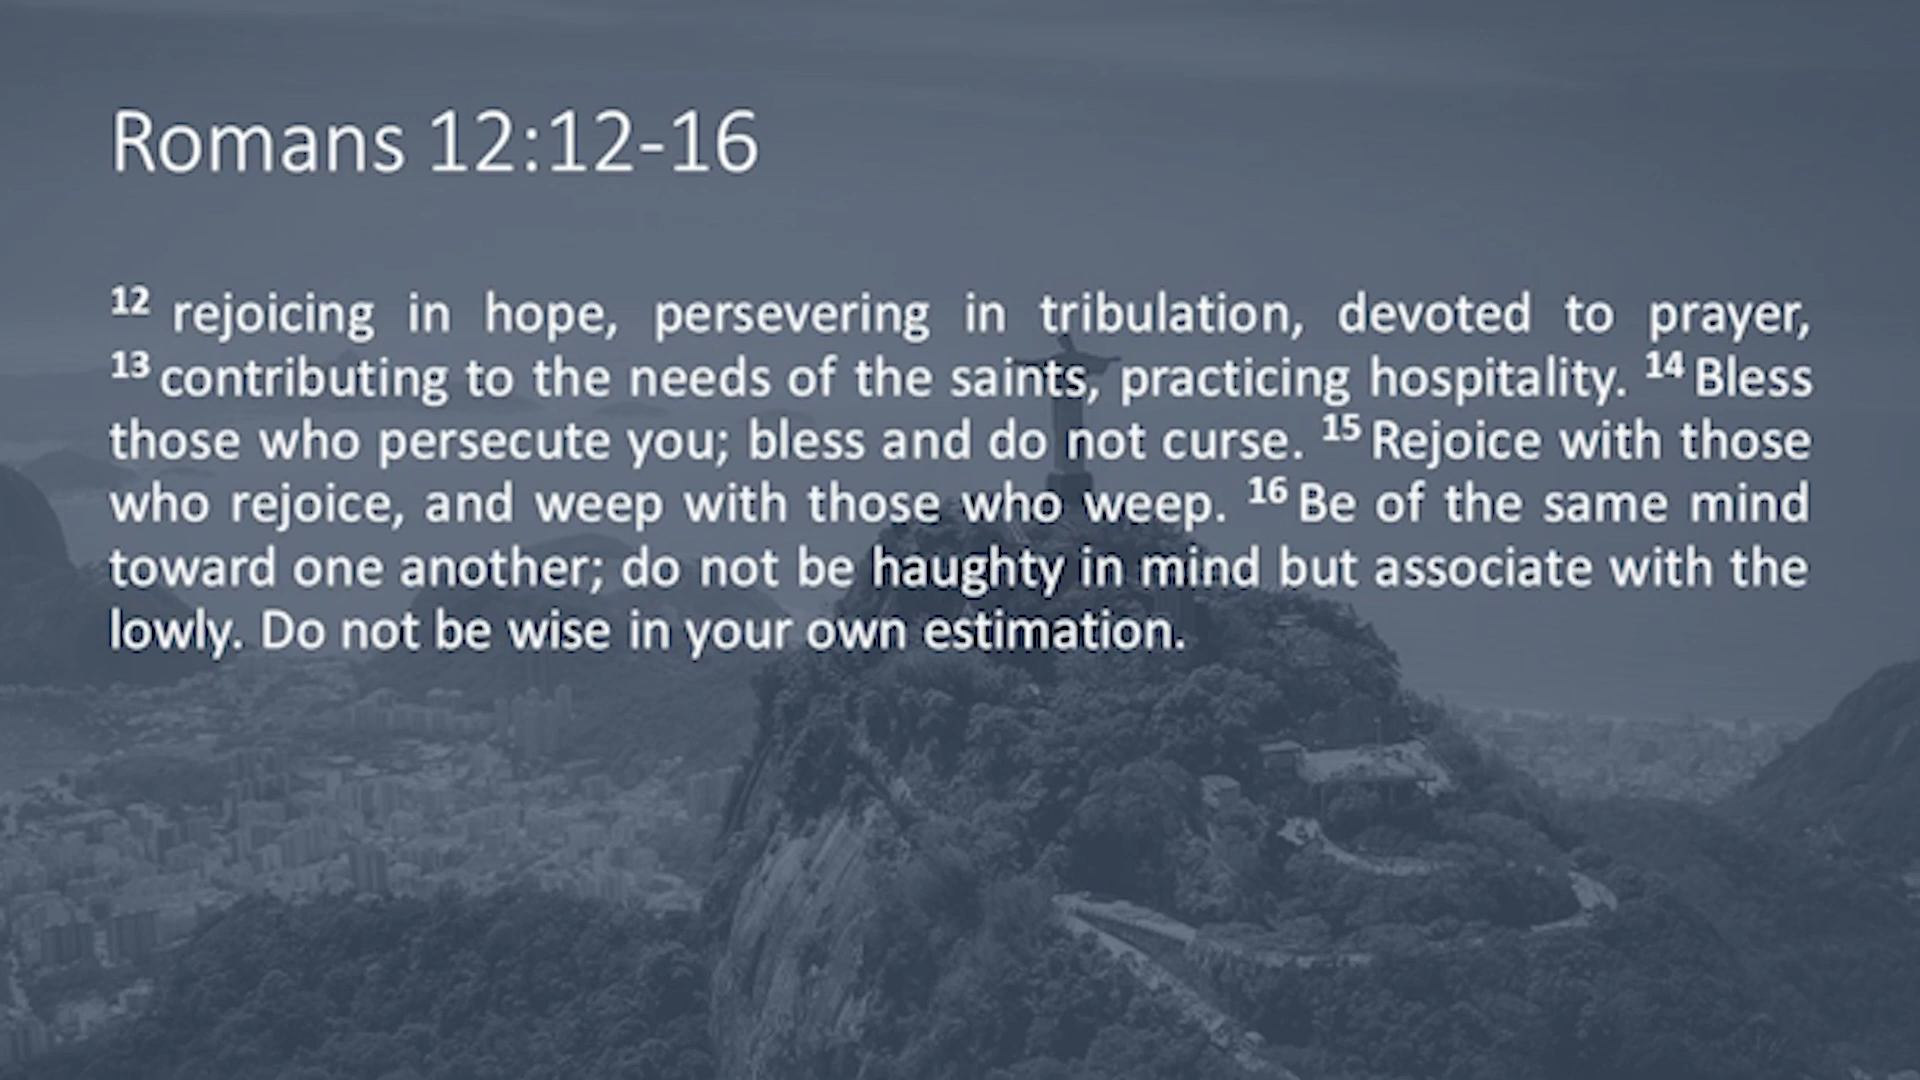 Romans 12:12-16
12 rejoicing in hope, persevering in tribulation, devoted to prayer,
13 contributing to the needs of the saints, practicing hospitality. 14 Bless
those who persecute you; bless and do not curse. 15 Rejoice with those
who rejoice, and weep with those who weep. 16 Be of the same mind
toward one another; do not be haughty in mind but associate with the
lowly. Do not be wise in your own estimation.